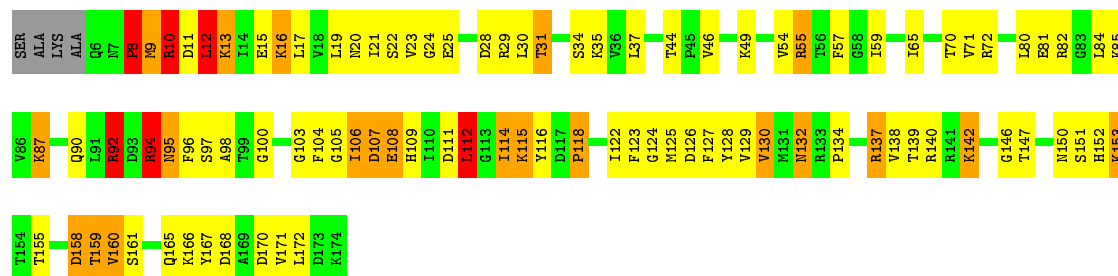 SER ALA LYS ALA Q6 N7 P8 M9 R10 D11 L12 K13 I14 E15 K16 L17 V18 L19 N20 I21 S22 V23 G24 E25 D28 R29 L30 T31 S34 K35 V36 L37 T44 P45 V46 K49 V54 R55 T56 F57 G58 I59 I65 T70 V71 R72 L80 E81 R82 G83 L84 K85
V86 K87 Q90 L91 R92 D93 R94 N95 F96 S97 A98 T99 G100 G103 F104 G105 I106 D107 E108 H109 I110 D111 L112 G113 I114 K115 Y116 D117 P118 I122 F123 G124 M125 D126 F127 Y128 V129 V130 M131 N132 R133 P134 R137 V138 T139 R140 R141 K142 G146 T147 N150 S151 H152 K153
T154 T155 D158 T159 V160 S161 Q165 K166 Y167 D168 A169 D170 V171 L172 D173 K174